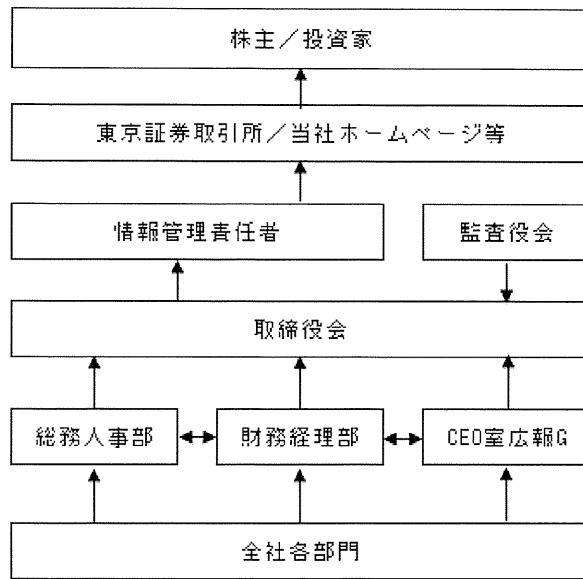 株主／投資家
東京証券取引所／当社ホームページ等
情報管理責任者
監査役会
取締役会
総務人事部
財務経理部
CEO室広報G
全社各部門